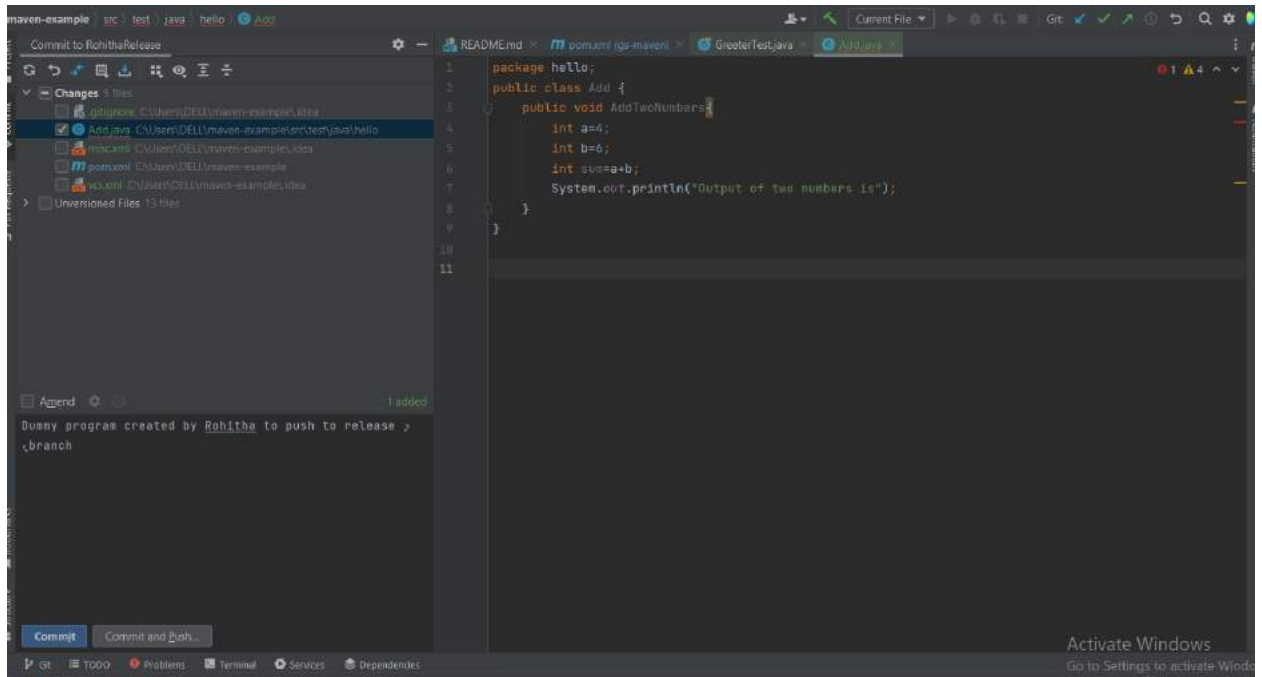 maven-example src test java hello Add Current File Git:
Commit to RohithaRelease README.md pom.xml (gs-maven) GreeterTest.java Add.java
Changes 5 files
.gitignore C:\Users\DELL\maven-example\.idea
Add.java C:\Users\DELL\maven-example\src\test\java\hello
misc.xml C:\Users\DELL\maven-example\.idea
pom.xml C:\Users\DELL\maven-example
vcs.xml C:\Users\DELL\maven-example\.idea
Unversioned Files 13 files
Amend 1 added
Dummy program created by Rohitha to push to release
branch
Commit Commit and Push...
Git TODO Problems Terminal Services Dependencies
1 package hello; 1 4
2 public class Add {
3 public void AddTwoNumbers{
4 int a=4;
5 int b=6;
6 int sum=a+b;
7 System.out.println("Output of two numbers is");
8 }
9 }
10
11
Activate Windows
Go to Settings to activate Windo